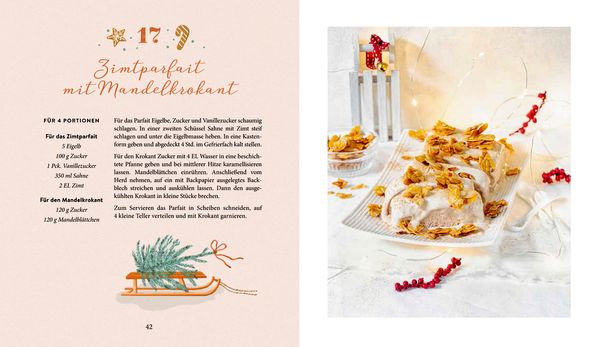 17
Zimtparfait
mit Mandelkrokant
FÜR 4 PORTIONEN
Für das Zimtparfait
5 Eigelb
100 g Zucker
1 Pck. Vanillezucker
350 ml Sahne
2 EL Zimt
Für den Mandelkrokant
120 g Zucker
120 g Mandelblättchen
Für das Parfait Eigelbe, Zucker und Vanillezucker schaumig
schlagen. In einer zweiten Schüssel Sahne mit Zimt steif
schlagen und unter die Eigelbmasse heben. In eine Kasten-
form geben und abgedeckt 4 Std. im Gefrierfach kalt stellen.
Für den Krokant Zucker mit 4 EL Wasser in eine beschich-
tete Pfanne geben und bei mittlerer Hitze karamellisieren
lassen. Mandelblättchen einrühren. Anschließend vom
Herd nehmen, auf ein mit Backpapier ausgelegtes Back-
blech streichen und auskühlen lassen. Dann den ausge-
kühlten Krokant in kleine Stücke brechen.
Zum Servieren das Parfait in Scheiben schneiden, auf
4 kleine Teller verteilen und mit Krokant garnieren.
42